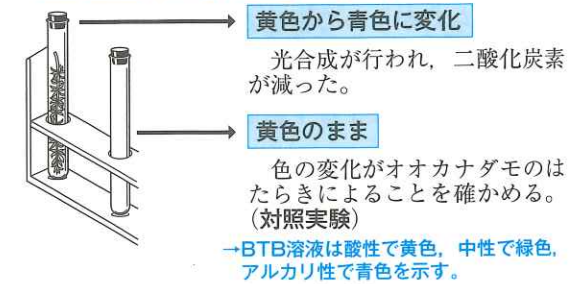 黄色から青色に変化
光合成が行われ，二酸化炭素
が減った。
黄色のまま
色の変化がオオカナダモのは
たらきによることを確かめる。
(対照実験)
→BTB溶液は酸性で黄色，中性で緑色，
アルカリ性で青色を示す。